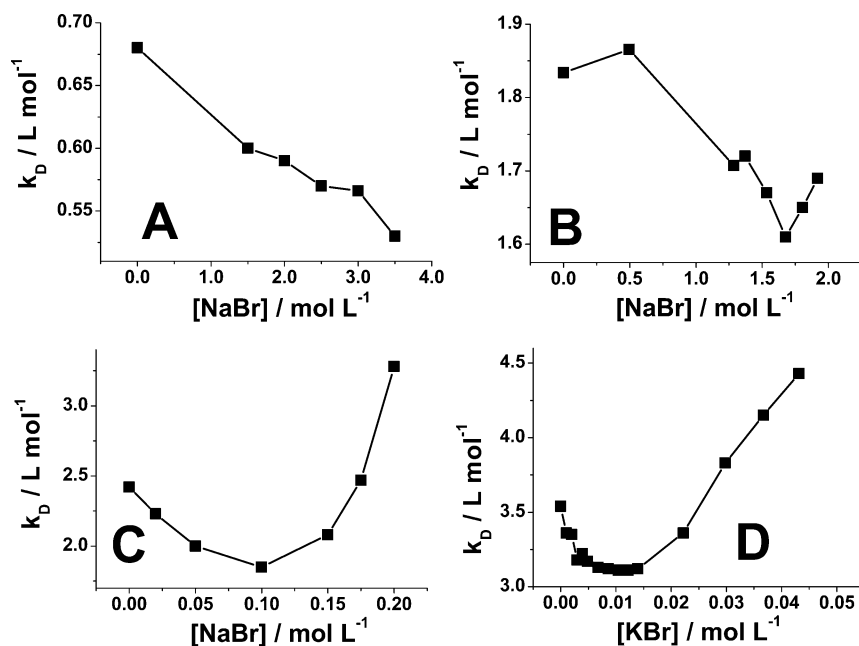 0.70
0.65
0.60
0.55
k_D / L mol⁻¹
A
0.0 1.0 2.0 3.0 4.0
[NaBr] / mol L⁻¹
1.9
1.8
1.7
1.6
k_D / L mol⁻¹
B
0.0 0.5 1.0 1.5 2.0
[NaBr] / mol L⁻¹
3.0
2.5
2.0
k_D / L mol⁻¹
C
0.00 0.05 0.10 0.15 0.20
[NaBr] / mol L⁻¹
4.5
4.0
3.5
3.0
k_D / L mol⁻¹
D
0.00 0.01 0.02 0.03 0.04 0.05
[KBr] / mol L⁻¹